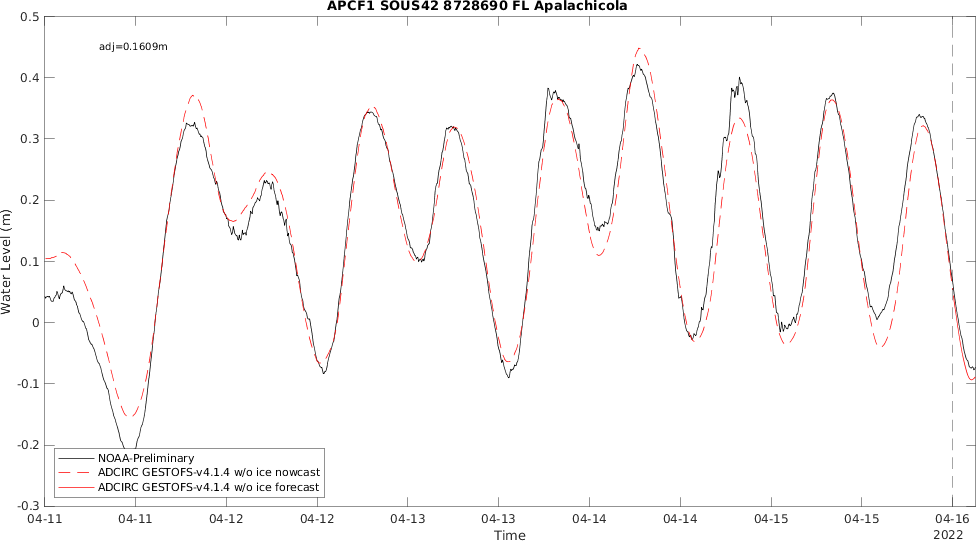 APCF1 SOUS42 8728690 FL Apalachicola
adj=0.1609m
0.5
0.4
0.3
0.2
0.1
0
-0.1
-0.2
-0.3
Water Level (m)
NOAA-Preliminary
ADCIRC GESTOFS-v4.1.4 w/o ice nowcast
ADCIRC GESTOFS-v4.1.4 w/o ice forecast
04-11 04-11 04-12 04-12 04-13 04-13 04-14 04-14 04-15 04-15 04-16
Time
2022